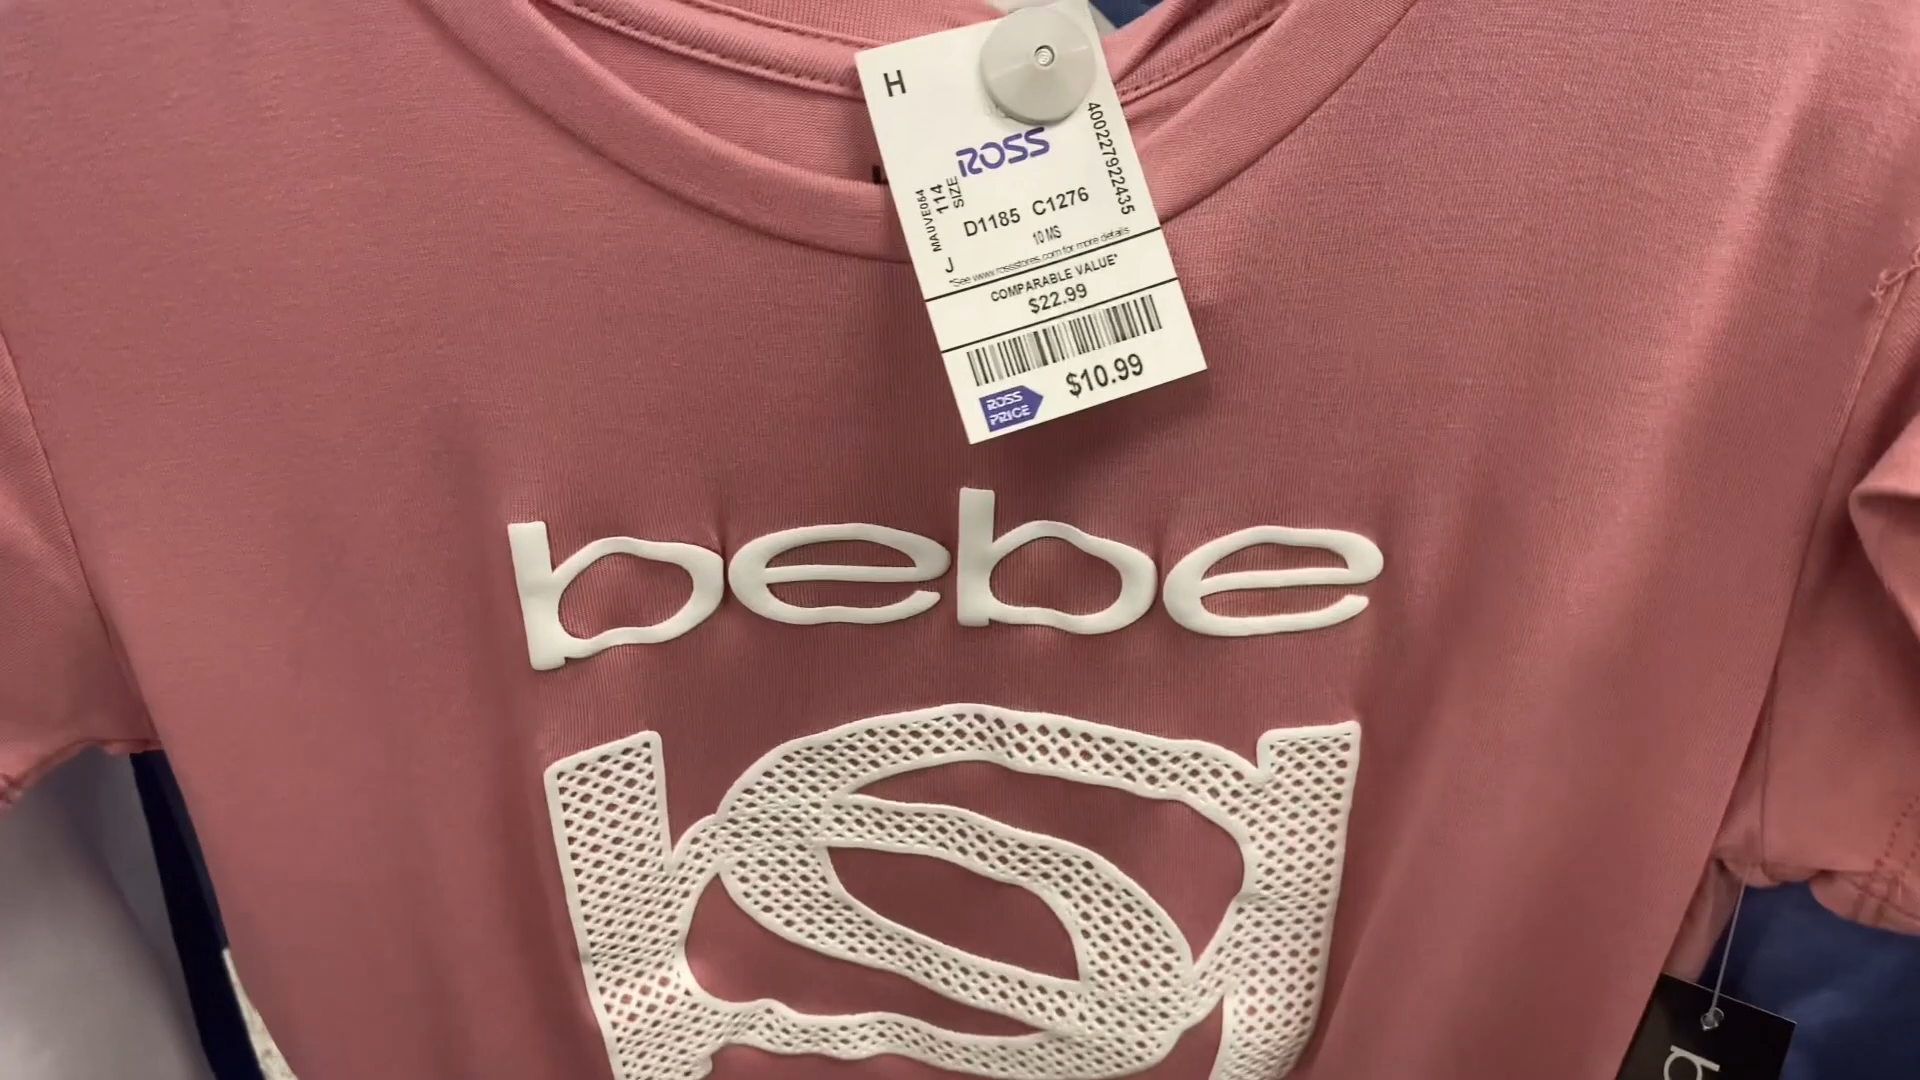 H
ROSS
400227922435
MAUVE064
114
SIZE
J
D1185 C1276
10 MS
*See www.rossstores.com for more details
COMPARABLE VALUE*
$22.99
$10.99
ROSS
PRICE
bebe
b